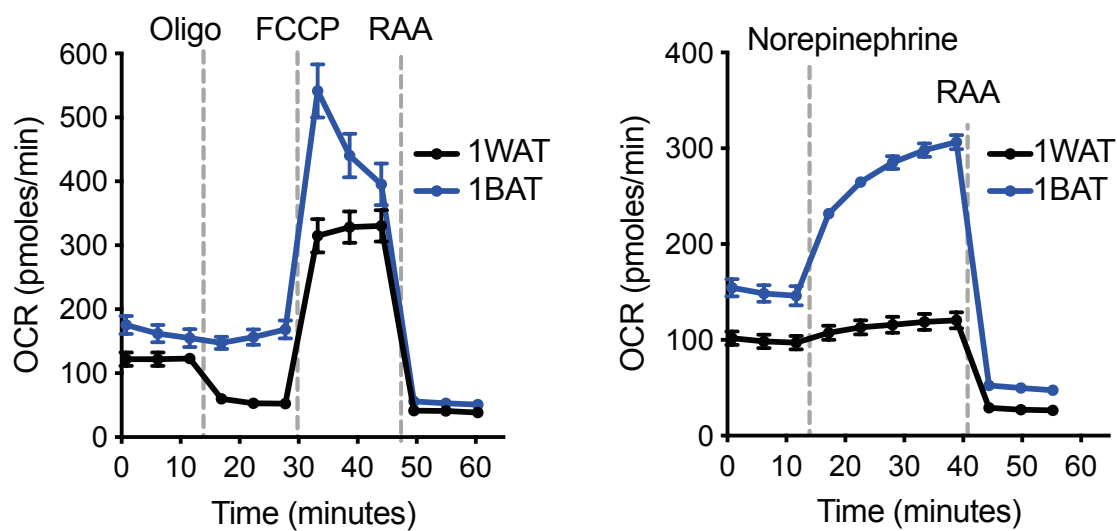 Oligo FCCP RAA
600
500
400
300
200
100
0
OCR (pmoles/min)
1WAT
1BAT
0 10 20 30 40 50 60
Time (minutes)
Norepinephrine
RAA
400
300
200
100
0
OCR (pmoles/min)
1WAT
1BAT
0 10 20 30 40 50 60
Time (minutes)